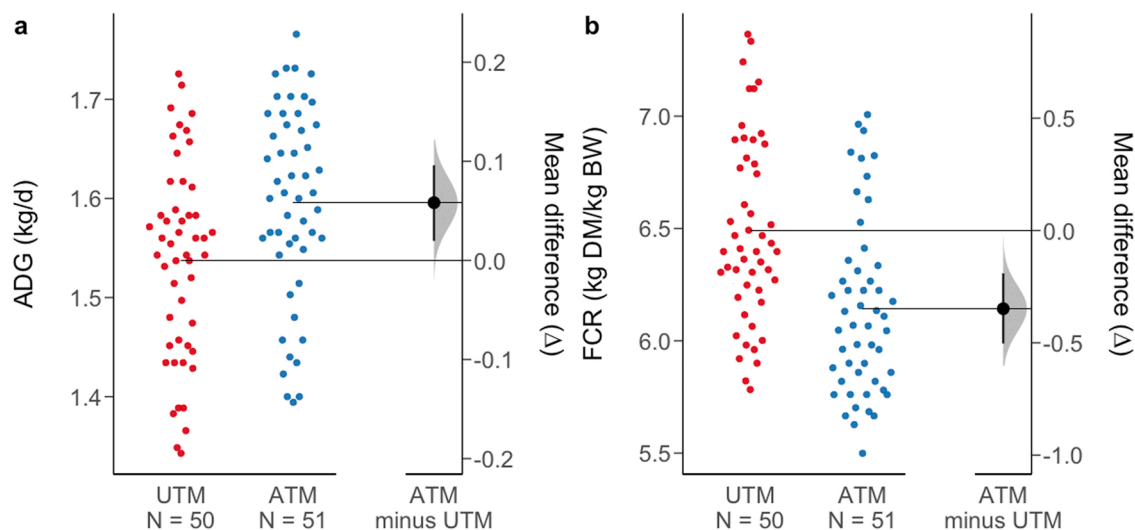 a
ADG (kg/d)
1.7
1.6
1.5
1.4
0.2
0.1
0.0
-0.1
-0.2
Mean difference (Δ)
UTM
N = 50
ATM
N = 51
ATM
minus UTM
b
FCR (kg DM/kg BW)
7.0
6.5
6.0
5.5
0.5
0.0
-0.5
-1.0
Mean difference (Δ)
UTM
N = 50
ATM
N = 51
ATM
minus UTM